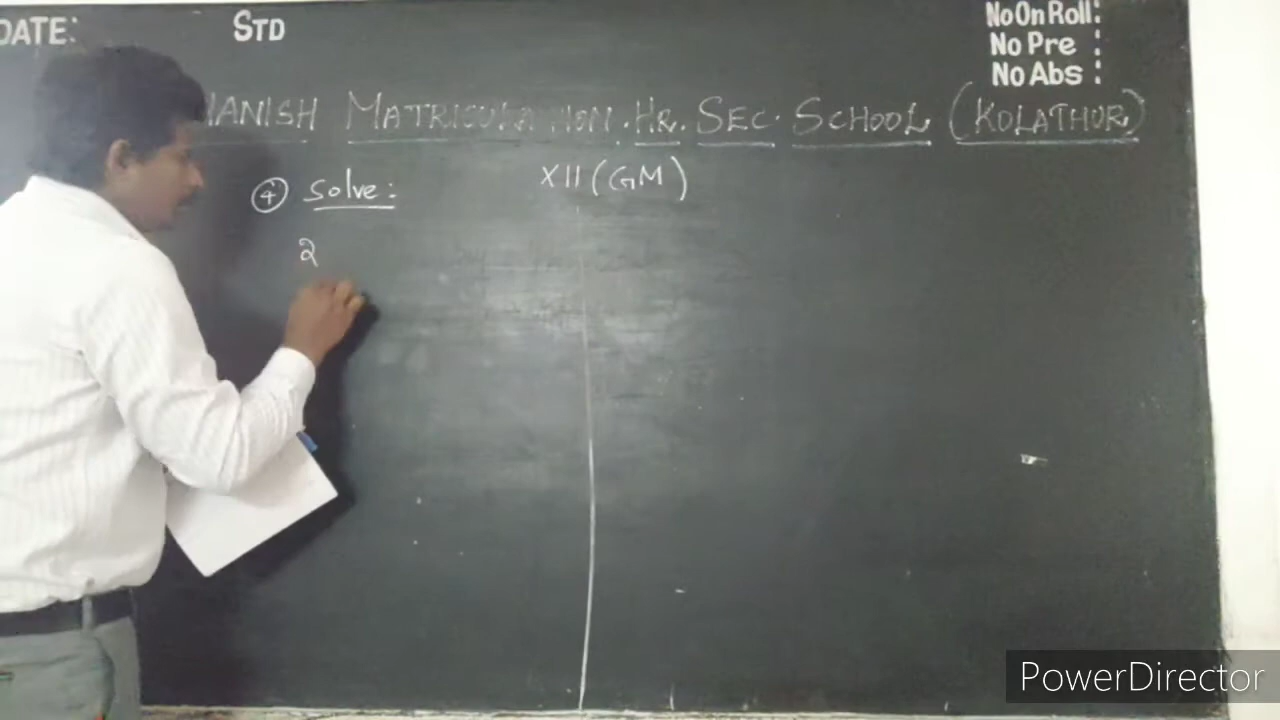 DATE: STD
No On Roll:
No Pre :
No Abs :
MATRICULATION. HR. SEC. SCHOOL (KOLATHUR)
XII (GM)
④ Solve:
2
PowerDirector